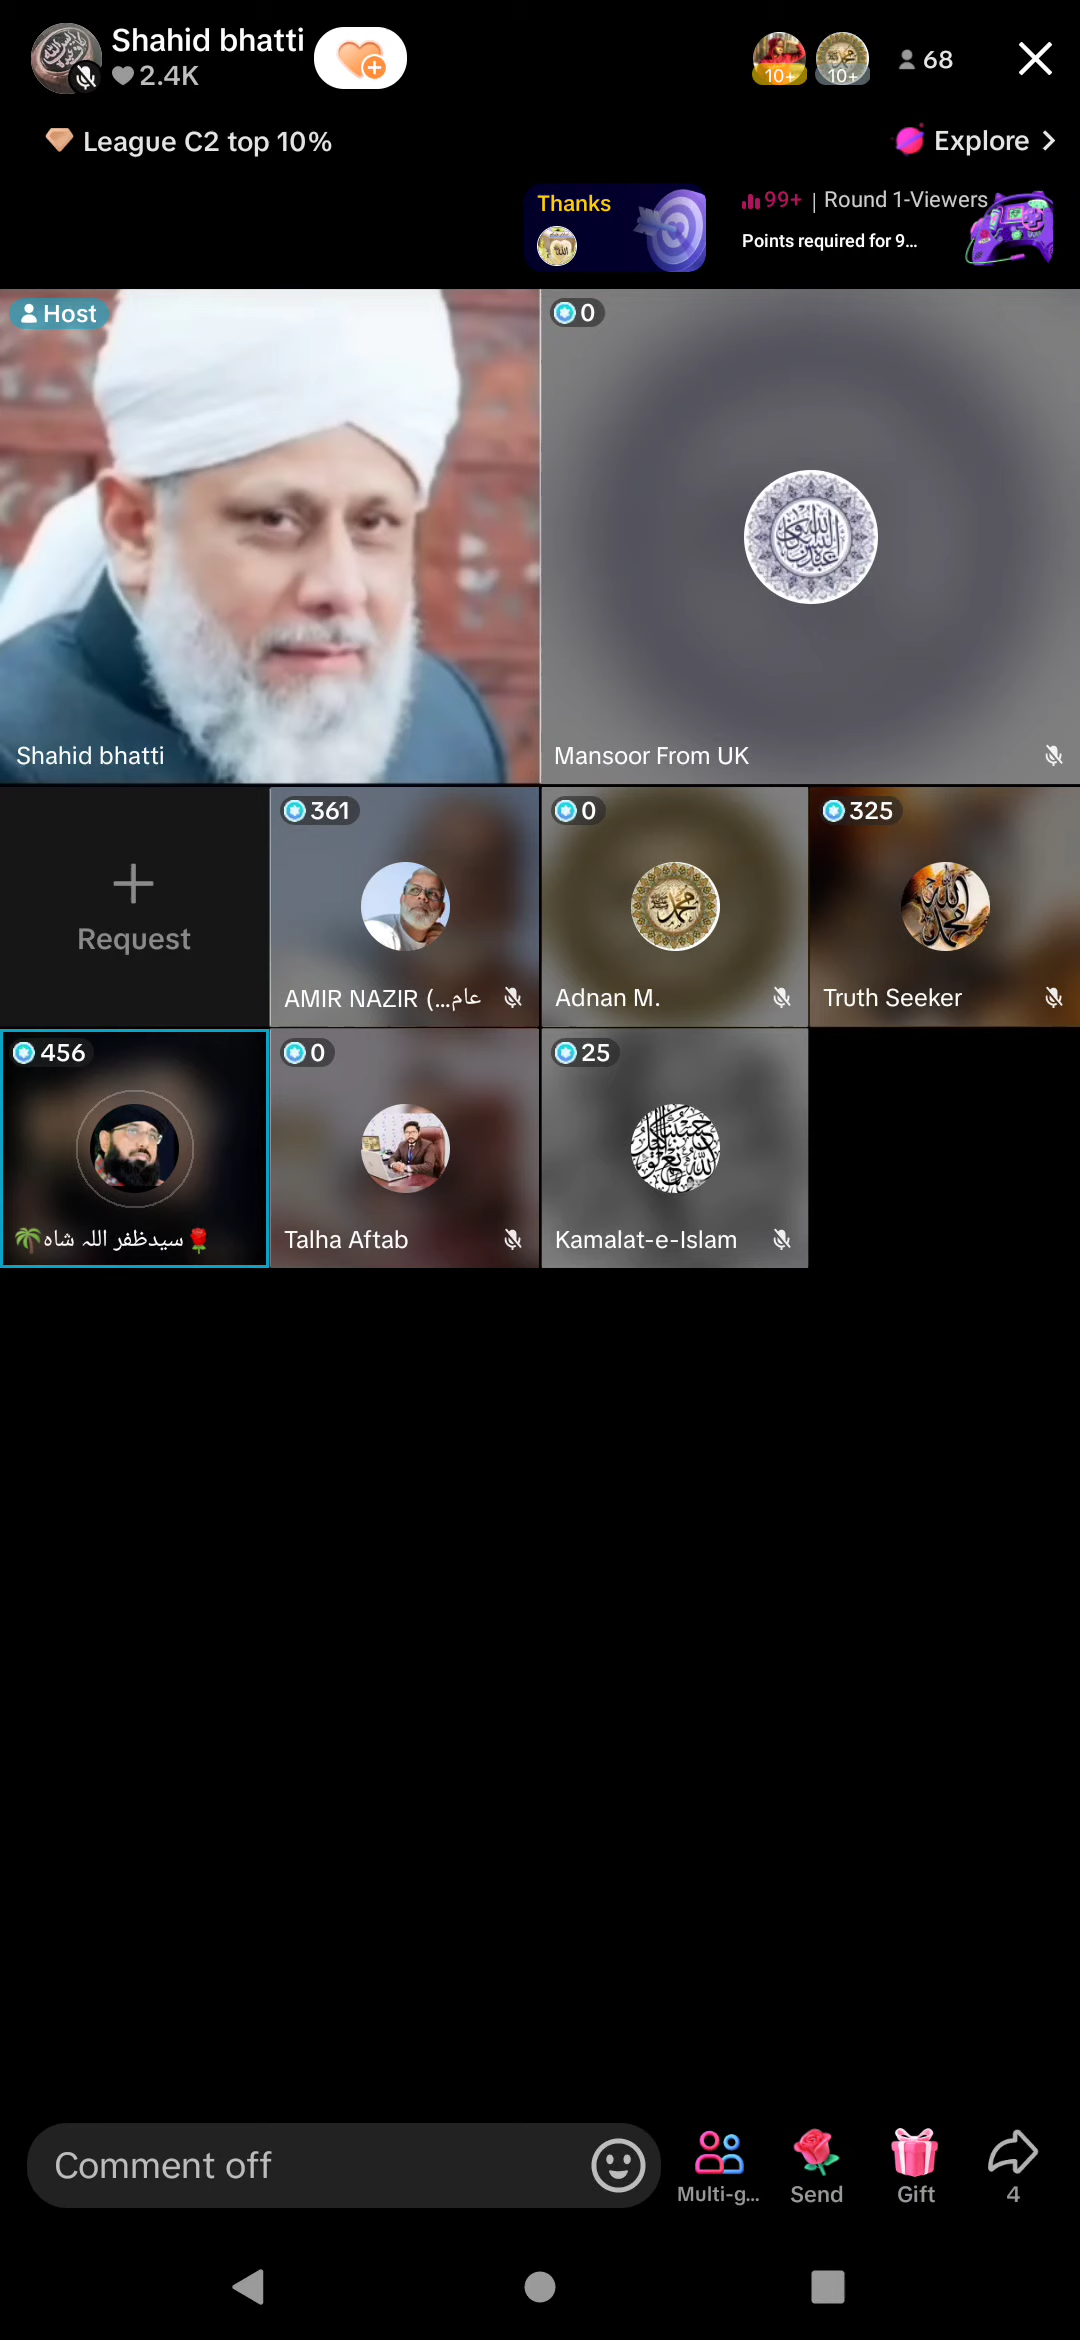 Shahid bhatti
2.4K
10+
10+
68
League C2 top 10%
Explore
Thanks
99+ | Round 1-Viewers
Points required for 9...
Host
0
Shahid bhatti
Mansoor From UK
361
0
325
Request
AMIR NAZIR (...عام
Adnan M.
Truth Seeker
456
0
25
🌴سیدظفر اللہ شاہ🌹
Talha Aftab
Kamalat-e-Islam
Comment off
Multi-g...
Send
Gift
4